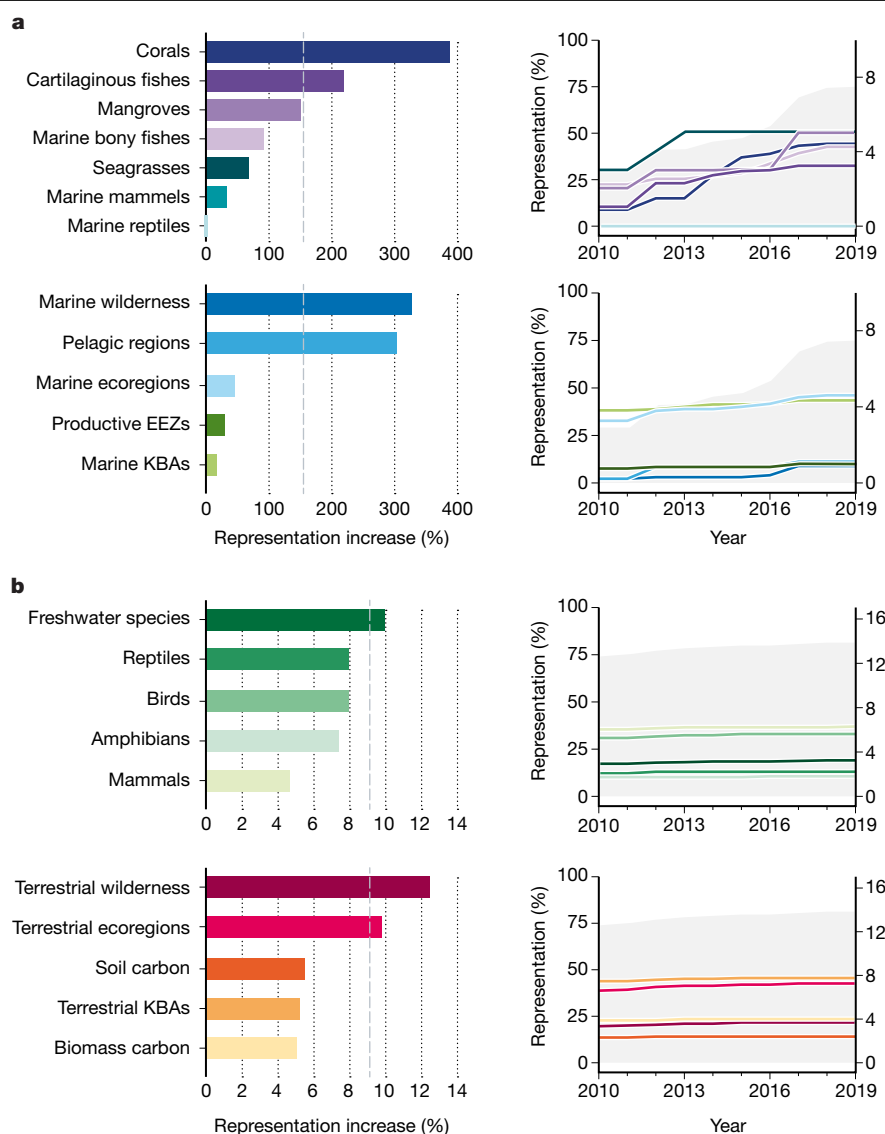 a
Corals
Cartilaginous fishes
Mangroves
Marine bony fishes
Seagrasses
Marine mammels
Marine reptiles
0 100 200 300 400
Representation (%)
100
75
50
25
0
8
4
0
2010 2013 2016 2019
Marine wilderness
Pelagic regions
Marine ecoregions
Productive EEZs
Marine KBAs
0 100 200 300 400
Representation increase (%)
Representation (%)
100
75
50
25
0
8
4
0
2010 2013 2016 2019
Year
b
Freshwater species
Reptiles
Birds
Amphibians
Mammals
0 2 4 6 8 10 12 14
Representation (%)
100
75
50
25
0
16
12
8
4
0
2010 2013 2016 2019
Terrestrial wilderness
Terrestrial ecoregions
Soil carbon
Terrestrial KBAs
Biomass carbon
0 2 4 6 8 10 12 14
Representation increase (%)
Representation (%)
100
75
50
25
0
16
12
8
4
0
2010 2013 2016 2019
Year